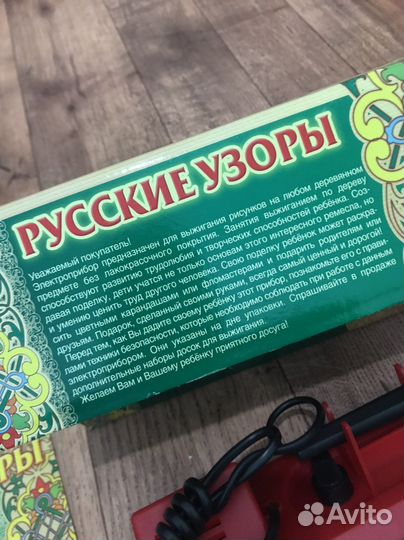 РУССКИЕ УЗОРЫ
Уважаемый покупатель!
Электроприбор предназначен для выжигания рисунков на любом деревянном
предмете без лакокрасочного покрытия. Занятия выжиганием по дереву
способствуют развитию трудолюбия и творческих способностей ребёнка. Соз-
давая поделку, дети учатся не только основам этого интересного ремесла, но
и умению ценить труд другого человека. Свою поделку ребёнок может раскра-
сить цветными карандашами или фломастерами и подарить родителям или
друзьям. Подарок, сделанный своими руками, всегда самый ценный и дорогой!
Перед тем, как Вы дадите своему ребёнку этот прибор, познакомьте его с прави-
лами техники безопасности, которые необходимо соблюдать при работе с данным
электроприбором. Они указаны на дне упаковки. Спрашивайте в продаже
дополнительные наборы досок для выжигания.
Желаем Вам и Вашему ребёнку приятного досуга!
РЫ
Avito